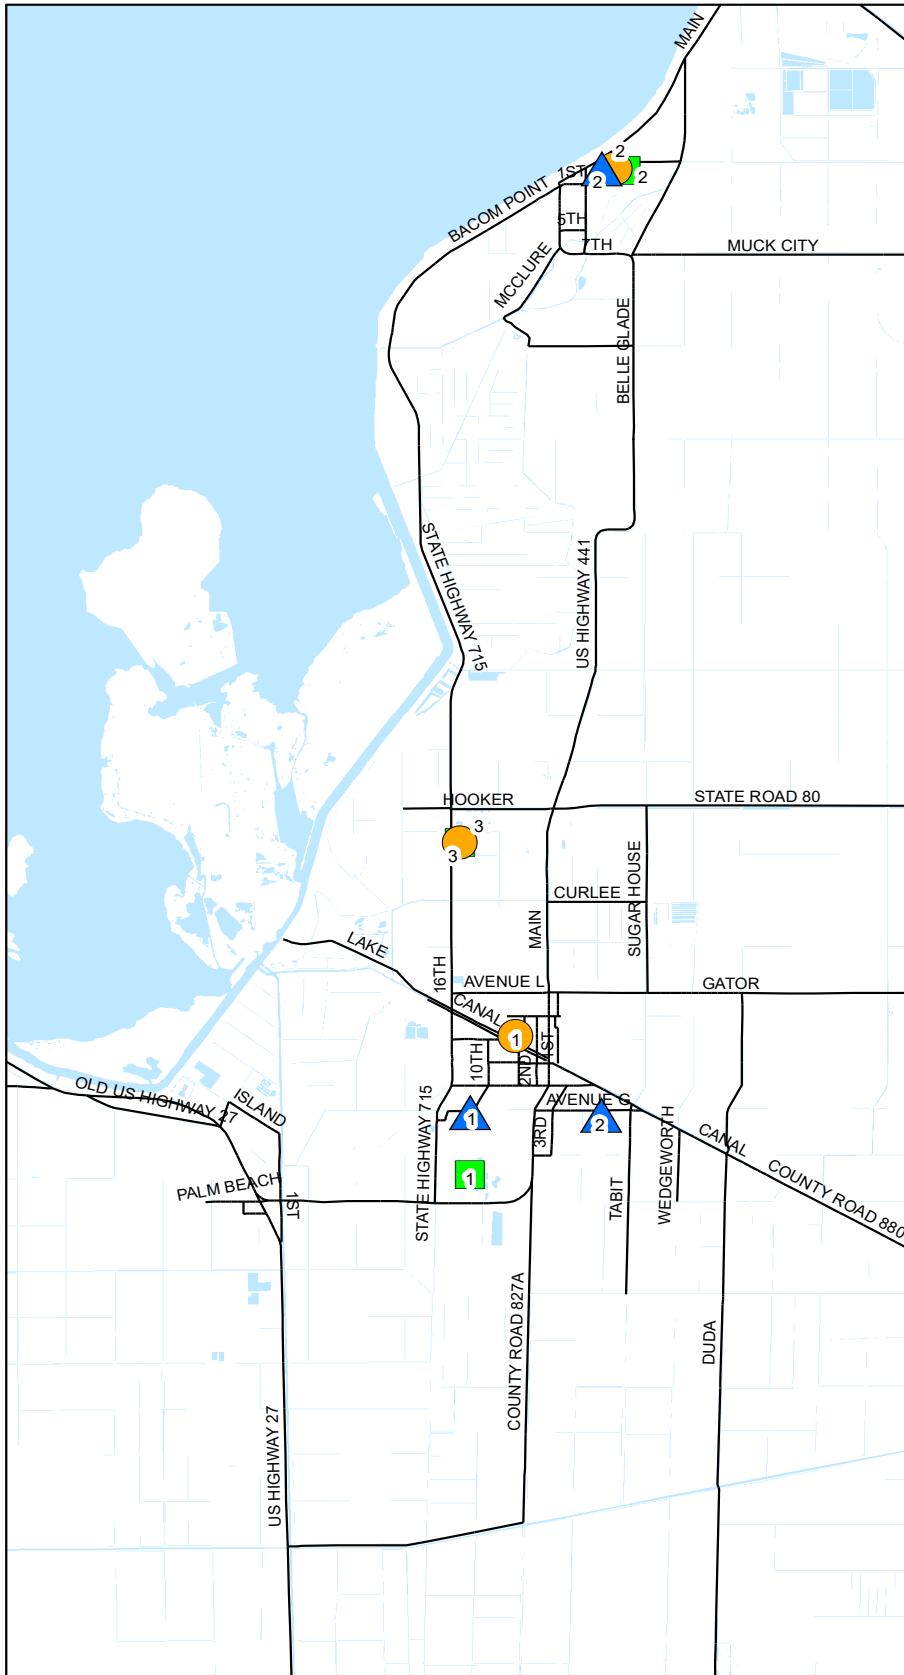 MAIN
2
1ST
2
2
BACOM POINT
5TH
7TH
MUCK CITY
MCCLURE
BELLE GLADE
STATE HIGHWAY 715
US HIGHWAY 441
HOOKER
STATE ROAD 80
3
3
CURLEE
SUGAR HOUSE
MAIN
LAKE
16TH
AVENUE L
GATOR
CANAL
1
1ST
10TH
2ND
OLD US HIGHWAY 27
ISLAND
STATE HIGHWAY 715
1
AVENUE G
2
3RD
WEDGEWORTH
CANAL
COUNTY ROAD 880
PALM BEACH
1ST
1
TABIT
COUNTY ROAD 827A
DUDA
US HIGHWAY 27